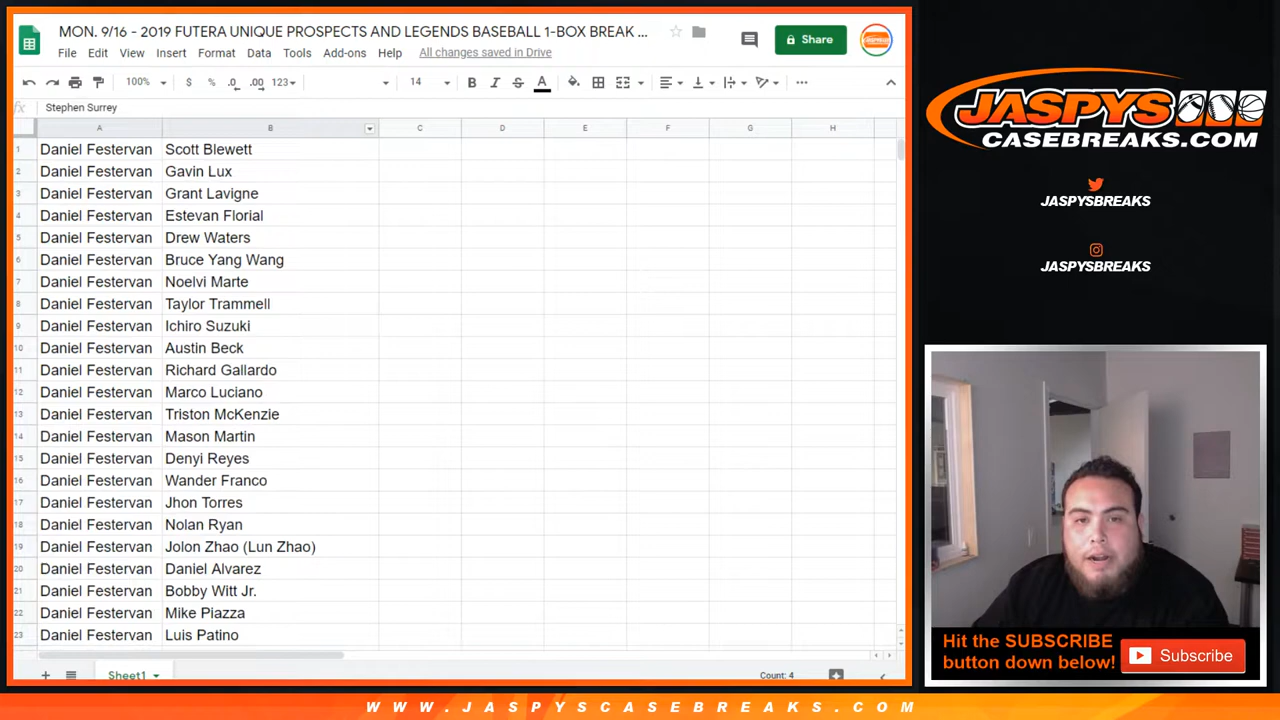 MON. 9/16 - 2019 FUTERA UNIQUE PROSPECTS AND LEGENDS BASEBALL 1-BOX BREAK ...
File Edit View Format Data Tools Add-ons Help All changes saved in Drive
Share
100% $ % .0 .00 123 14 B I S A
fx Stephen Surrey
A B C D E F G H
1 Daniel Festervan Scott Blewett
2 Daniel Festervan Gavin Lux
3 Daniel Festervan Grant Lavigne
4 Daniel Festervan Estevan Florial
5 Daniel Festervan Drew Waters
6 Daniel Festervan Bruce Yang Wang
7 Daniel Festervan Noelvi Marte
8 Daniel Festervan Taylor Trammell
9 Daniel Festervan Ichiro Suzuki
10 Daniel Festervan Austin Beck
11 Daniel Festervan Richard Gallardo
12 Daniel Festervan Marco Luciano
13 Daniel Festervan Triston McKenzie
14 Daniel Festervan Mason Martin
15 Daniel Festervan Denyi Reyes
16 Daniel Festervan Wander Franco
17 Daniel Festervan Jhon Torres
18 Daniel Festervan Nolan Ryan
19 Daniel Festervan Jolon Zhao (Lun Zhao)
20 Daniel Festervan Daniel Alvarez
21 Daniel Festervan Bobby Witt Jr.
22 Daniel Festervan Mike Piazza
23 Daniel Festervan Luis Patino
Sheet1 Count: 4
JASPYS
CASEBREAKS.COM
JASPYSBREAKS
JASPYSBREAKS
Hit the SUBSCRIBE
button down below!
Subscribe
WWW.JASPYSCASEBREAKS.COM